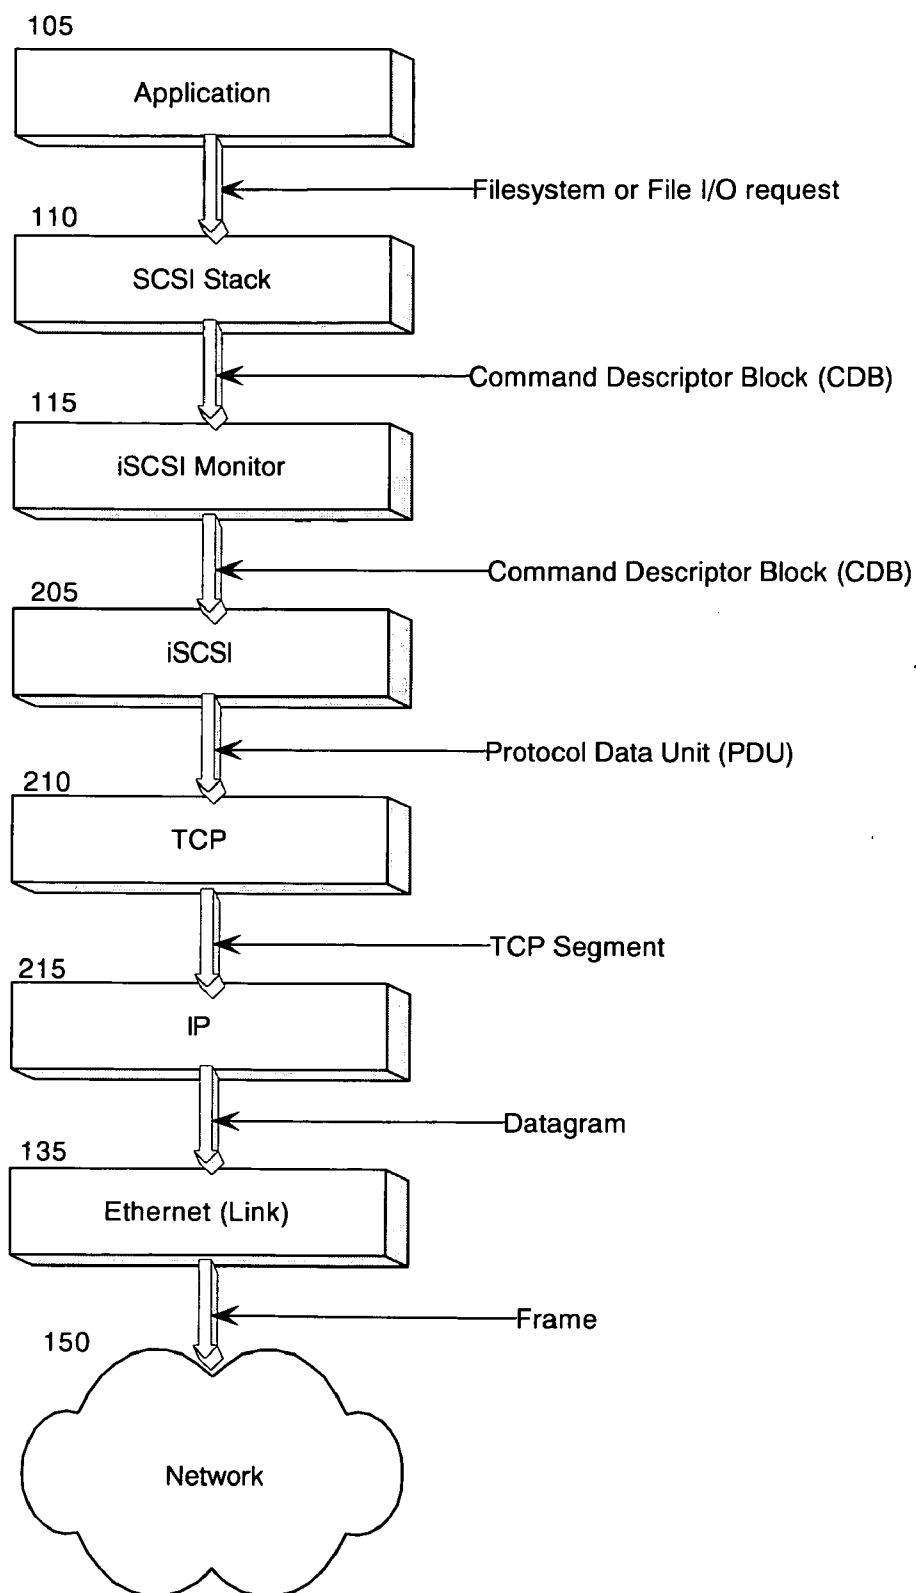 105
Application
Filesystem or File I/O request
110
SCSI Stack
Command Descriptor Block (CDB)
115
iSCSI Monitor
Command Descriptor Block (CDB)
205
iSCSI
Protocol Data Unit (PDU)
210
TCP
TCP Segment
215
IP
Datagram
135
Ethernet (Link)
Frame
150
Network